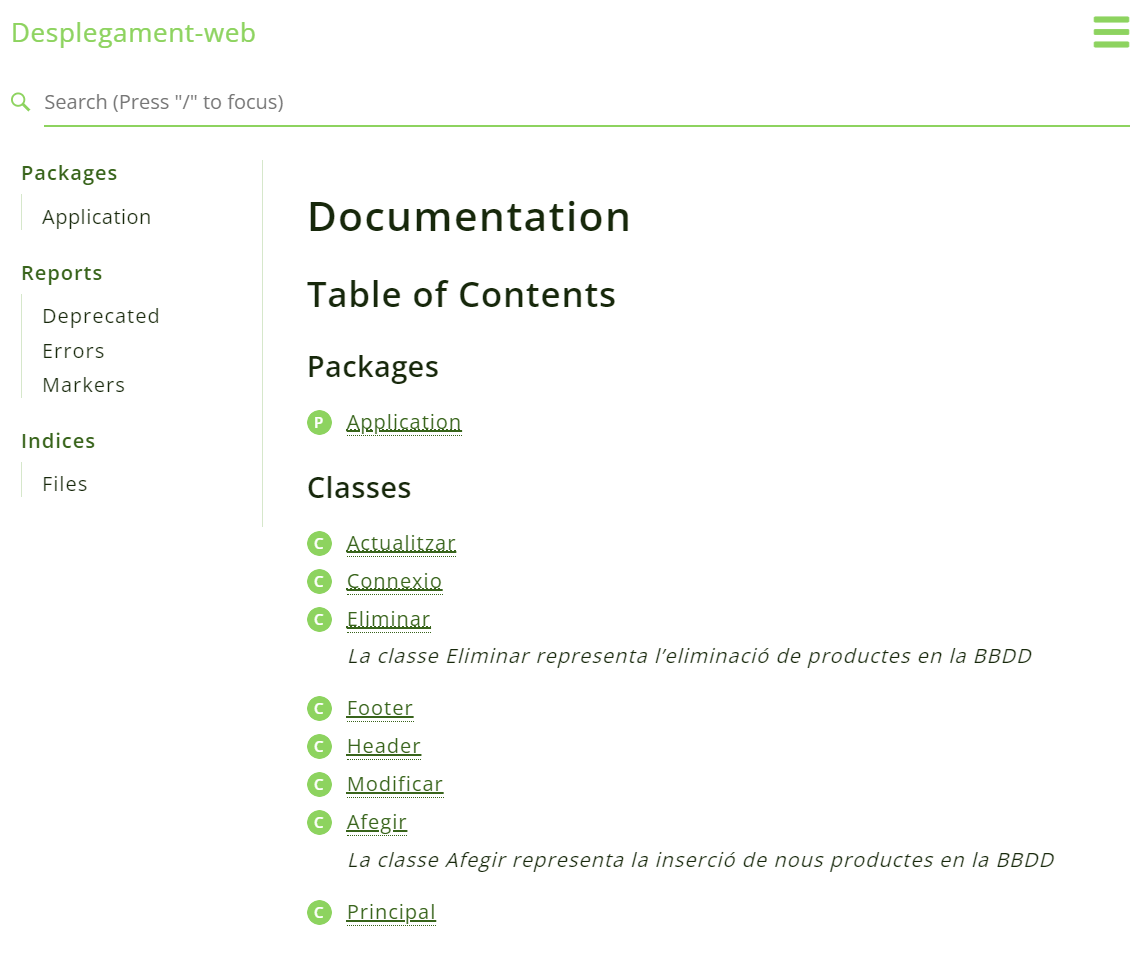 Desplegament-web
Search (Press "/" to focus)
Packages
Application
Reports
Deprecated
Errors
Markers
Indices
Files
Documentation
Table of Contents
Packages
P Application
Classes
C Actualitzar
C Connexio
C Eliminar
La classe Eliminar representa l’eliminació de productes en la BBDD
C Footer
C Header
C Modificar
C Afegir
La classe Afegir representa la inserció de nous productes en la BBDD
C Principal